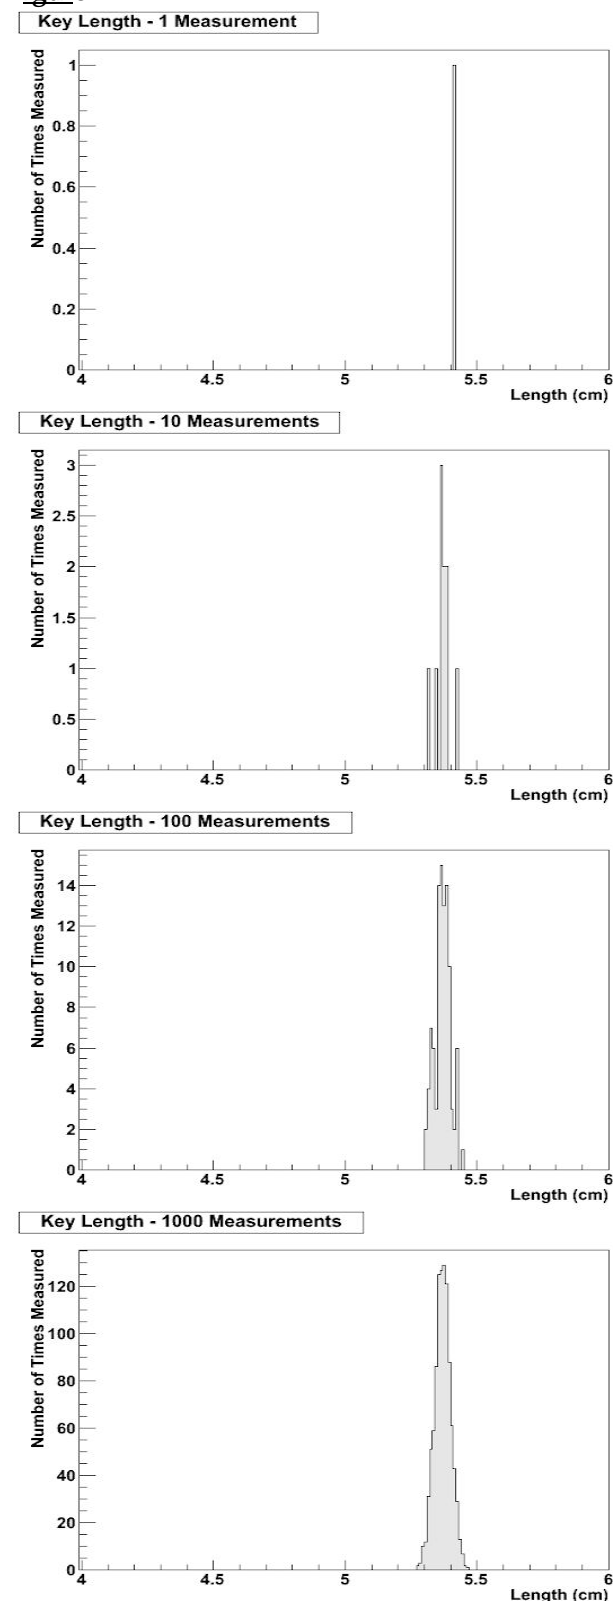 Key Length - 1 Measurement
Number of Times Measured
1
0.8
0.6
0.4
0.2
0
4 4.5 5 5.5 6
Length (cm)
Key Length - 10 Measurements
Number of Times Measured
3
2.5
2
1.5
1
0.5
0
4 4.5 5 5.5 6
Length (cm)
Key Length - 100 Measurements
Number of Times Measured
14
12
10
8
6
4
2
0
4 4.5 5 5.5 6
Length (cm)
Key Length - 1000 Measurements
Number of Times Measured
120
100
80
60
40
20
0
4 4.5 5 5.5 6
Length (cm)